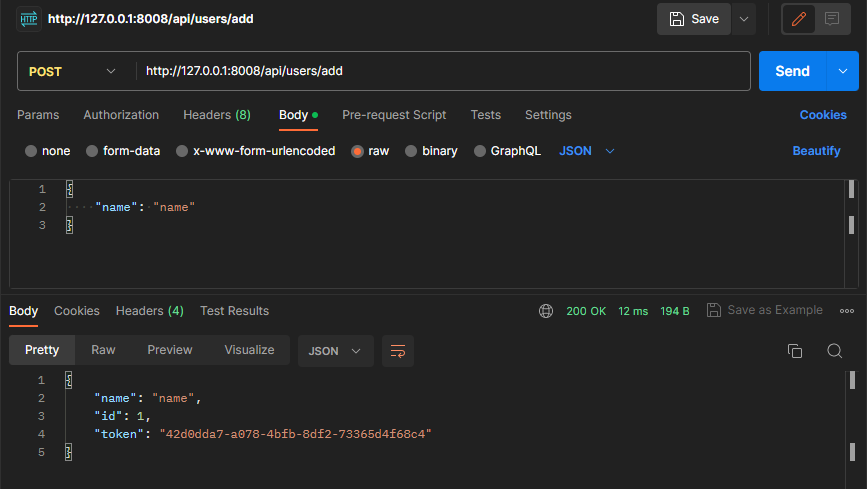 HTTP http://127.0.0.1:8008/api/users/add Save
POST http://127.0.0.1:8008/api/users/add Send
Params Authorization Headers (8) Body Pre-request Script Tests Settings Cookies
none form-data x-www-form-urlencoded raw binary GraphQL JSON Beautify
1 {
2 "name": "name"
3 }
Body Cookies Headers (4) Test Results 200 OK 12 ms 194 B Save as Example
Pretty Raw Preview Visualize JSON
1 {
2 "name": "name",
3 "id": 1,
4 "token": "42d0dda7-a078-4bfb-8df2-73365d4f68c4"
5 }